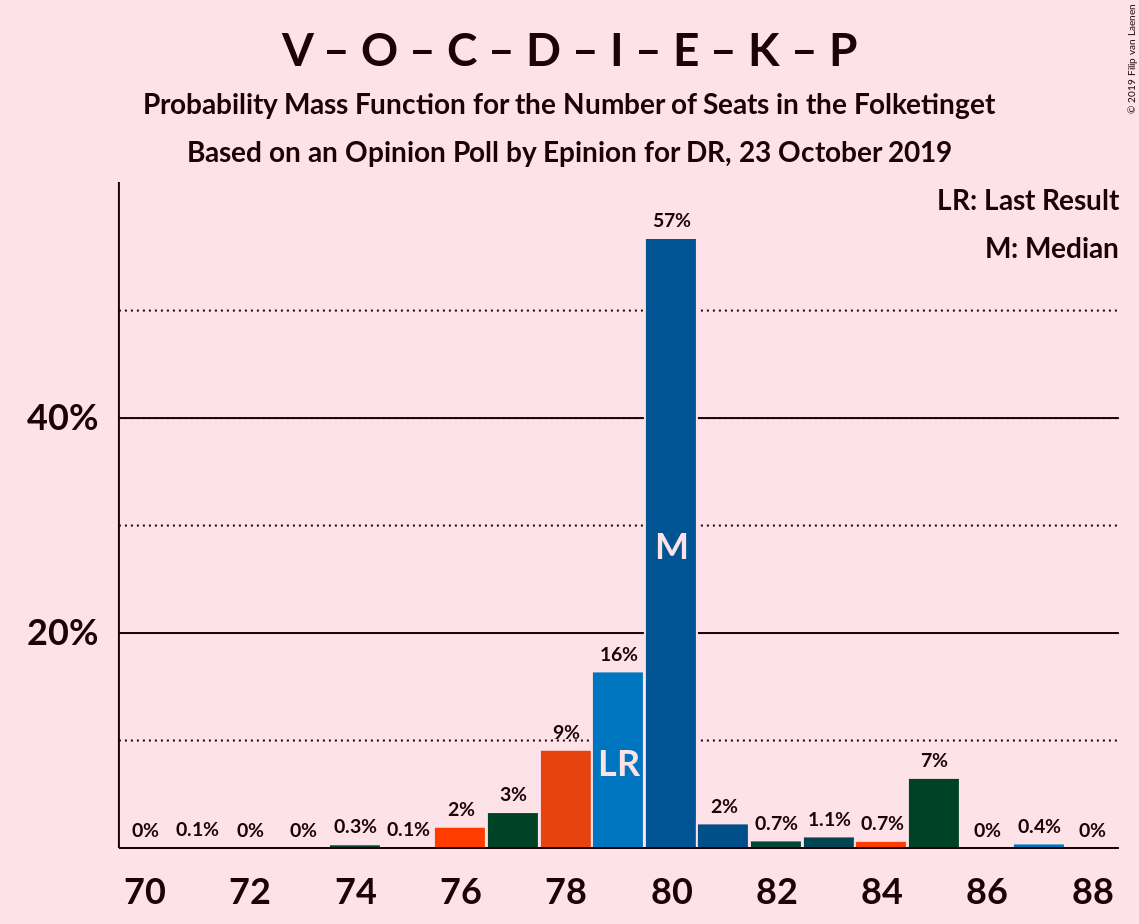 V – O – C – D – I – E – K – P
Probability Mass Function for the Number of Seats in the Folketinget
Based on an Opinion Poll by Epinion for DR, 23 October 2019
© 2019 Filip van Laenen
LR: Last Result
M: Median
40%
20%
0%
0.1%
0%
0%
0.3%
0.1%
2%
3%
9%
16%
57%
2%
0.7%
1.1%
0.7%
7%
0%
0.4%
0%
LR
M
70 72 74 76 78 80 82 84 86 88